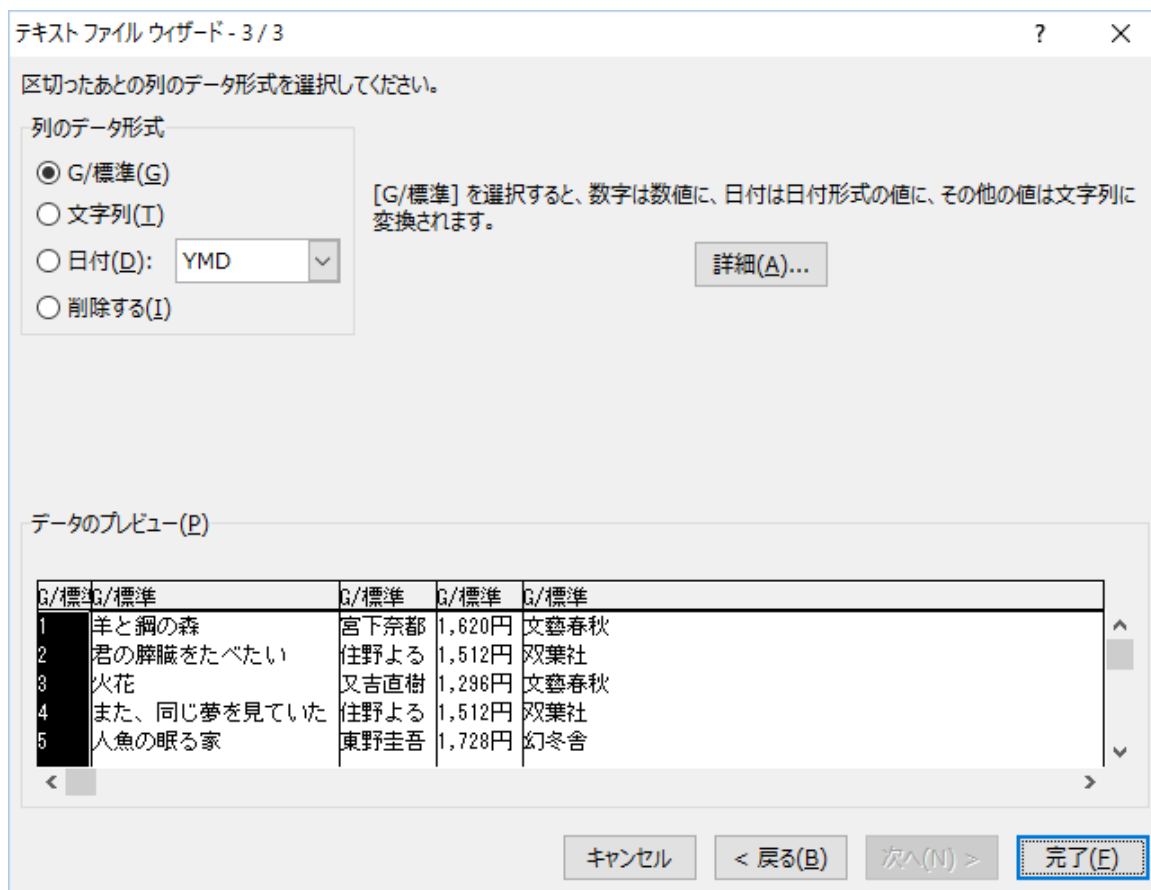 テキスト ファイル ウィザード - 3 / 3
?
区切ったあとの列のデータ形式を選択してください。
列のデータ形式
G/標準(G)
文字列(T)
日付(D):
YMD
削除する(I)
[G/標準] を選択すると、数字は数値に、日付は日付形式の値に、その他の値は文字列に
変換されます。
詳細(A)...
データのプレビュー(P)
G/標準 G/標準 G/標準 G/標準 G/標準
1 羊と鋼の森 宮下奈都 1,620円 文藝春秋
2 君の膵臓をたべたい 住野よる 1,512円 双葉社
3 火花 又吉直樹 1,296円 文藝春秋
4 また、同じ夢を見ていた 住野よる 1,512円 双葉社
5 人魚の眠る家 東野圭吾 1,728円 幻冬舎
キャンセル
< 戻る(B)
次へ(N) >
完了(F)